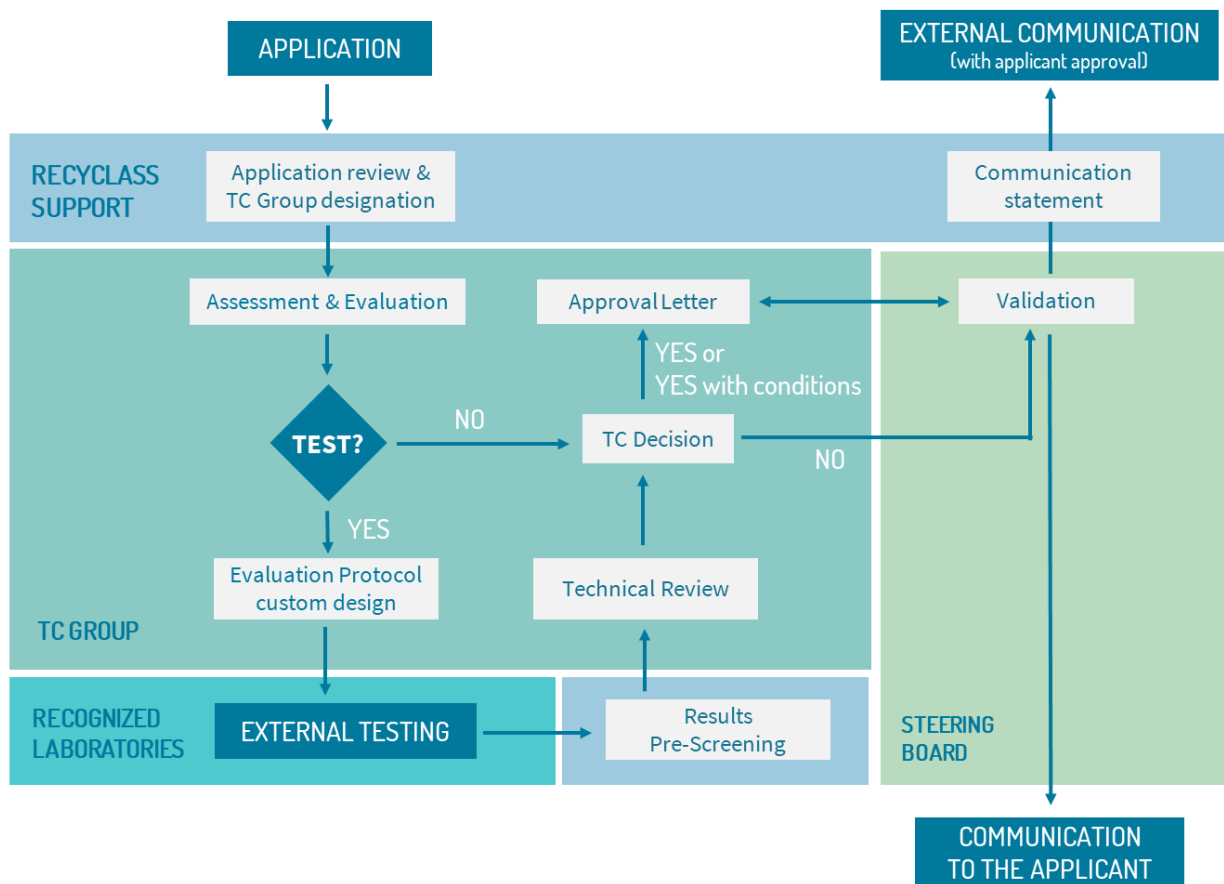 APPLICATION
EXTERNAL COMMUNICATION
(with applicant approval)
RECYCLASS
SUPPORT
Application review &
TC Group designation
Communication
statement
Assessment & Evaluation
Approval Letter
Validation
YES or
YES with conditions
TEST?
NO
TC Decision
NO
YES
Evaluation Protocol
custom design
Technical Review
TC GROUP
RECOGNIZED
LABORATORIES
EXTERNAL TESTING
Results
Pre-Screening
STEERING
BOARD
COMMUNICATION
TO THE APPLICANT